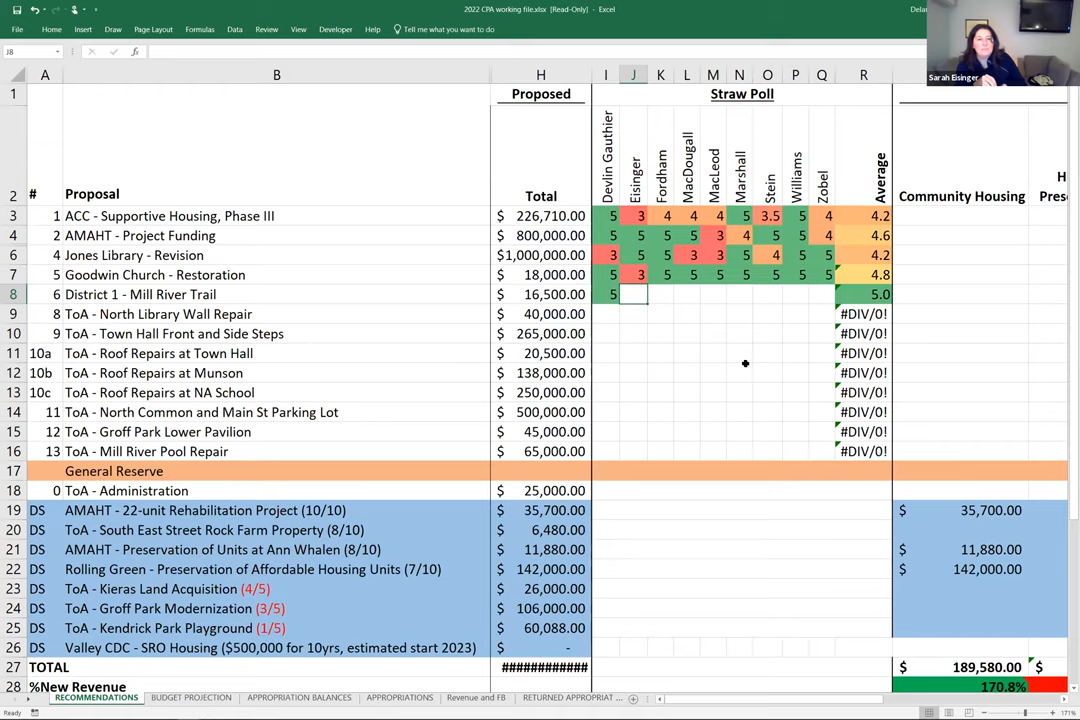 2022 CPA working file.xlsx [Read-Only] - Excel
Delan
File Home Insert Draw Page Layout Formulas Data Review View Developer Help Tell me what you want to do
Sarah Eisinger
J8 fx
A B H I J K L M N O P Q R
1 Proposed Straw Poll
2 # Proposal Total Devlin Gauthier Eisinger Fordham MacDougall MacLeod Marshall Stein Williams Zobel Average Community Housing H Pres
3 1 ACC - Supportive Housing, Phase III $ 226,710.00 5 3 4 4 4 5 3.5 5 4 4.2
4 2 AMAHT - Project Funding $ 800,000.00 5 5 5 5 3 4 5 5 4 4.6
6 4 Jones Library - Revision $1,000,000.00 3 5 5 3 3 5 4 5 5 4.2
7 5 Goodwin Church - Restoration $ 18,000.00 5 3 5 5 5 5 5 5 5 4.8
8 6 District 1 - Mill River Trail $ 16,500.00 5 5.0
9 8 ToA - North Library Wall Repair $ 40,000.00 #DIV/0!
10 9 ToA - Town Hall Front and Side Steps $ 265,000.00 #DIV/0!
11 10a ToA - Roof Repairs at Town Hall $ 20,500.00 #DIV/0!
12 10b ToA - Roof Repairs at Munson $ 138,000.00 #DIV/0!
13 10c ToA - Roof Repairs at NA School $ 250,000.00 #DIV/0!
14 11 ToA - North Common and Main St Parking Lot $ 500,000.00 #DIV/0!
15 12 ToA - Groff Park Lower Pavilion $ 45,000.00 #DIV/0!
16 13 ToA - Mill River Pool Repair $ 65,000.00 #DIV/0!
17 General Reserve
18 0 ToA - Administration $ 25,000.00
19 DS AMAHT - 22-unit Rehabilitation Project (10/10) $ 35,700.00 $ 35,700.00
20 DS ToA - South East Street Rock Farm Property (8/10) $ 6,480.00
21 DS AMAHT - Preservation of Units at Ann Whalen (8/10) $ 11,880.00 $ 11,880.00
22 DS Rolling Green - Preservation of Affordable Housing Units (7/10) $ 142,000.00 $ 142,000.00
23 DS ToA - Kieras Land Acquisition (4/5) $ 26,000.00
24 DS ToA - Groff Park Modernization (3/5) $ 106,000.00
25 DS ToA - Kendrick Park Playground (1/5) $ 60,088.00
26 DS Valley CDC - SRO Housing ($500,000 for 10yrs, estimated start 2023) $ -
27 TOTAL ############ $ 189,580.00 $
28 %New Revenue 170.8%
RECOMMENDATIONS BUDGET PROJECTION APPROPRIATION BALANCES APPROPRIATIONS Revenue and FB RETURNED APPROPRIAT ...
Ready 171%